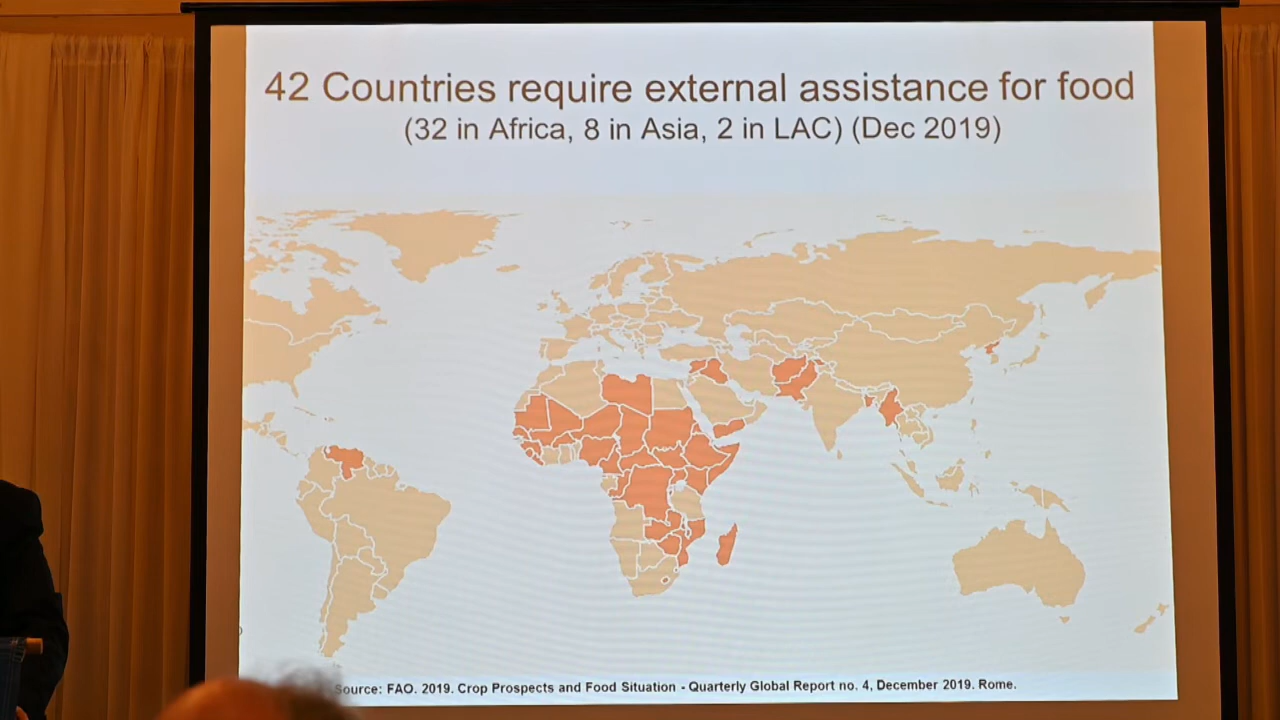 42 Countries require external assistance for food
(32 in Africa, 8 in Asia, 2 in LAC) (Dec 2019)
Source: FAO. 2019. Crop Prospects and Food Situation - Quarterly Global Report no. 4, December 2019. Rome.